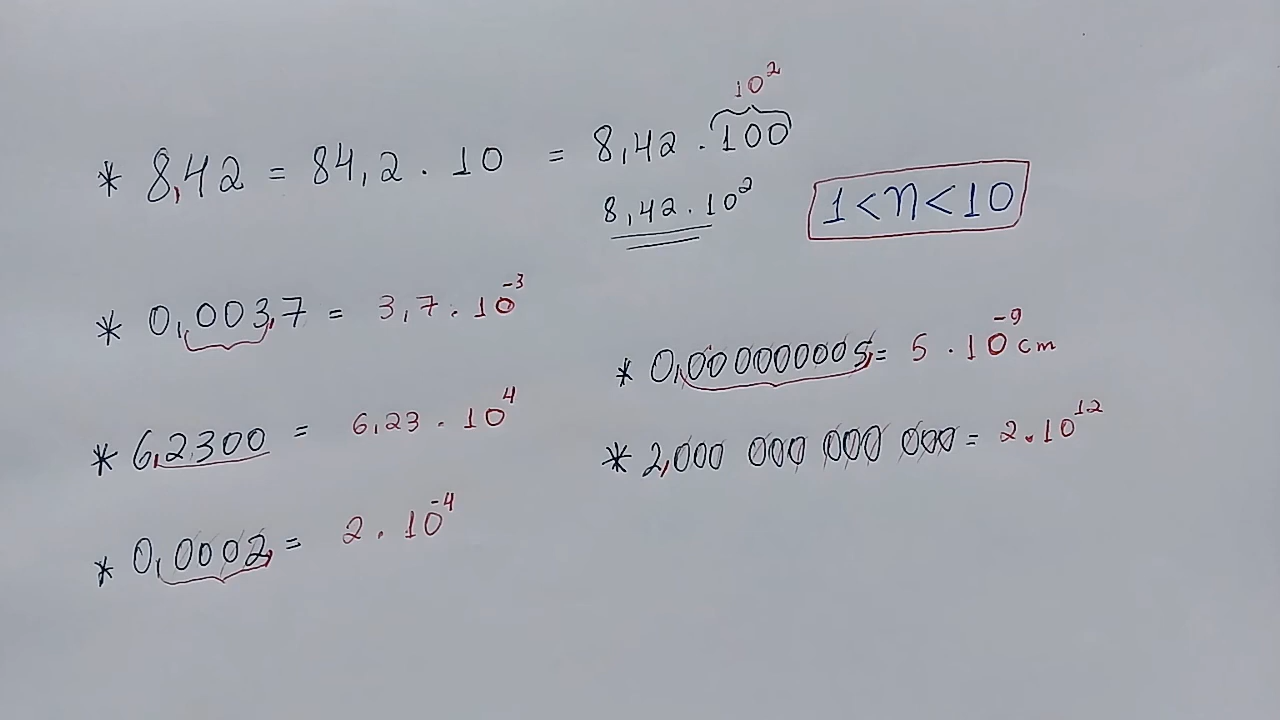 10²
* 8,42 = 84,2 . 10 = 8,42 . 100
8,42 . 10²
1 < n < 10
* 0,003,7 = 3,7 . 10⁻³
* 0,000000005, = 5 . 10⁻⁹ cm
* 6,2300 = 6,23 . 10⁴
* 2,000 000 000 000 = 2 . 10¹²
* 0,0002, = 2 . 10⁻⁴